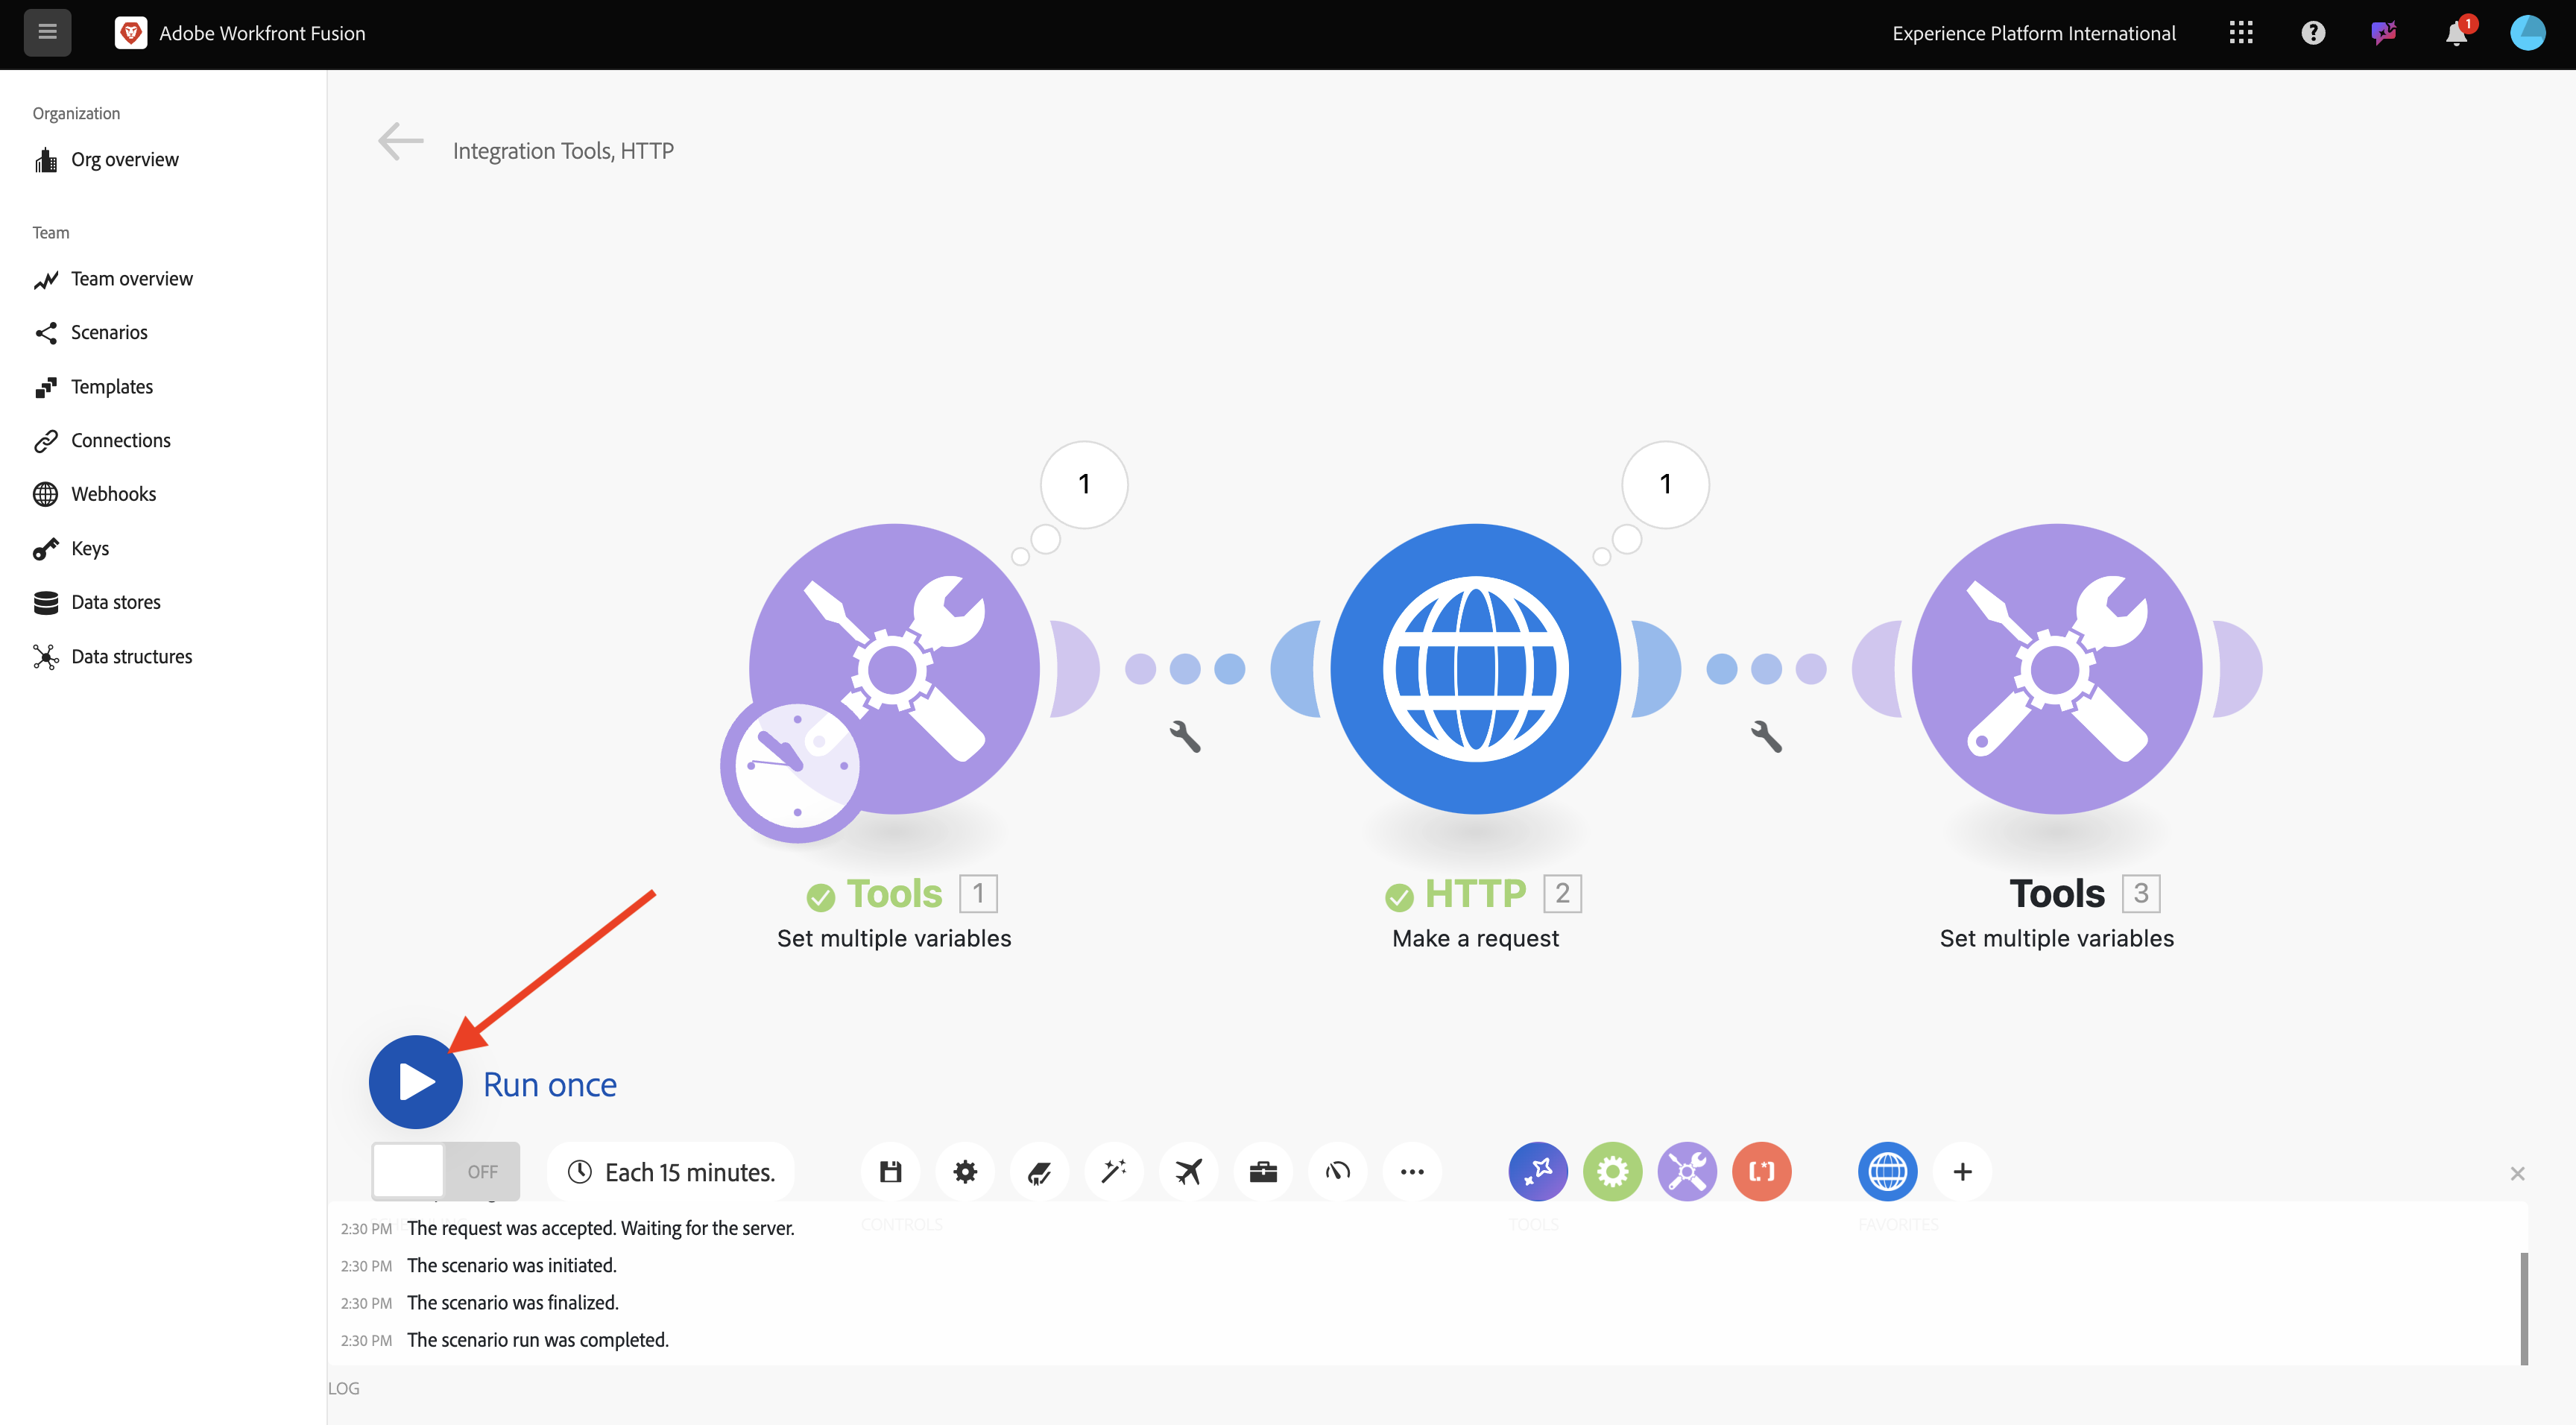 Adobe Workfront Fusion
Experience Platform International
1
Organization
Org overview
Team
Team overview
Scenarios
Templates
Connections
Webhooks
Keys
Data stores
Data structures
Integration Tools, HTTP
1
1
Tools 1
Set multiple variables
HTTP 2
Make a request
Tools 3
Set multiple variables
Run once
OFF
Each 15 minutes.
CONTROLS
TOOLS
FAVORITES
2:30 PM The request was accepted. Waiting for the server.
2:30 PM The scenario was initiated.
2:30 PM The scenario was finalized.
2:30 PM The scenario run was completed.
LOG